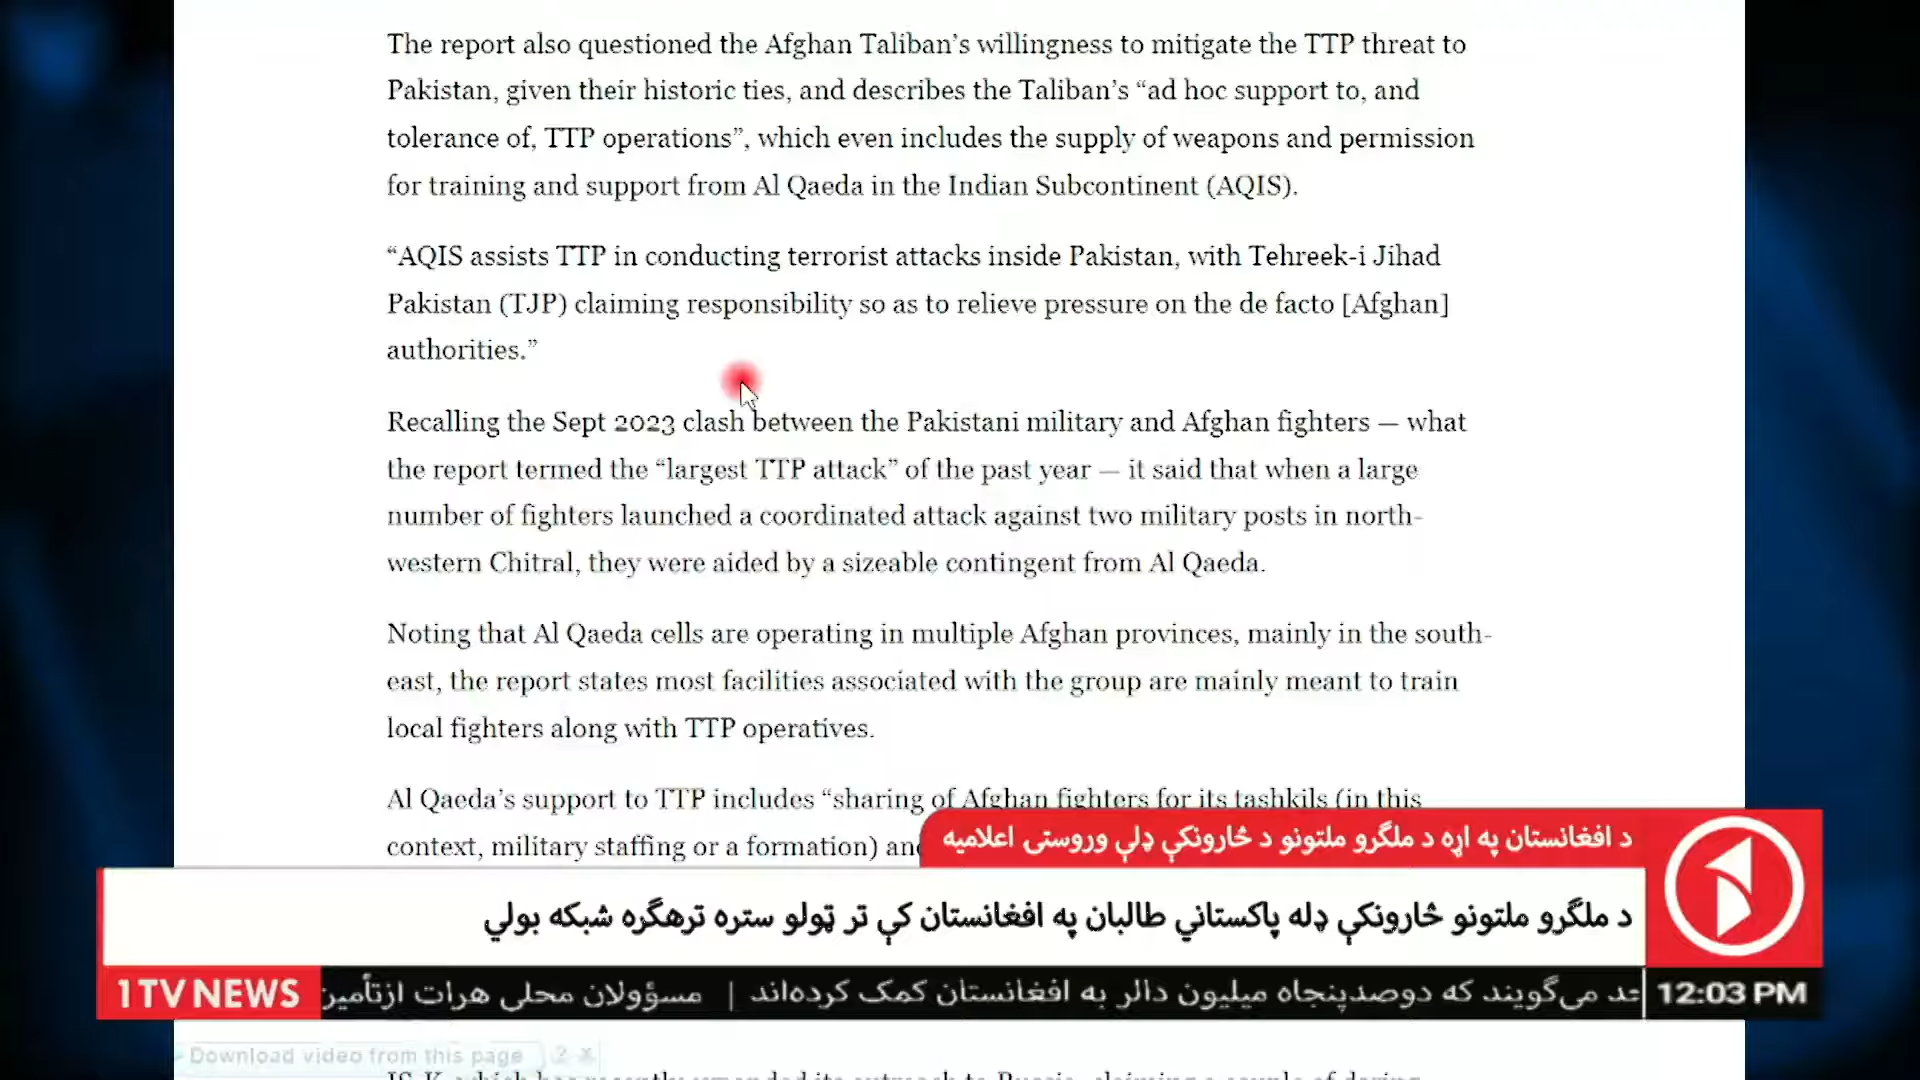 The report also questioned the Afghan Taliban’s willingness to mitigate the TTP threat to
Pakistan, given their historic ties, and describes the Taliban’s “ad hoc support to, and
tolerance of, TTP operations”, which even includes the supply of weapons and permission
for training and support from Al Qaeda in the Indian Subcontinent (AQIS).
“AQIS assists TTP in conducting terrorist attacks inside Pakistan, with Tehreek-i Jihad
Pakistan (TJP) claiming responsibility so as to relieve pressure on the de facto [Afghan]
authorities.”
Recalling the Sept 2023 clash between the Pakistani military and Afghan fighters — what
the report termed the “largest TTP attack” of the past year — it said that when a large
number of fighters launched a coordinated attack against two military posts in north-
western Chitral, they were aided by a sizeable contingent from Al Qaeda.
Noting that Al Qaeda cells are operating in multiple Afghan provinces, mainly in the south-
east, the report states most facilities associated with the group are mainly meant to train
local fighters along with TTP operatives.
Al Qaeda’s support to TTP includes “sharing of Afghan fighters for its tashkils (in this
context, military staffing or a formation)
د افغانستان په اړه د ملګرو ملتونو د څارونکې ډلې وروستۍ اعلامیه
د ملګرو ملتونو څارونکې ډله پاکستاني طالبان په افغانستان کې تر ټولو ستره ترهګره شبکه بولي
1TV NEWS
می‌گویند که دوصدپنجاه میلیون دالر به افغانستان کمک کرده‌اند | مسؤولان محلی هرات ازتأمین
12:03 PM
Download video from this page ? X